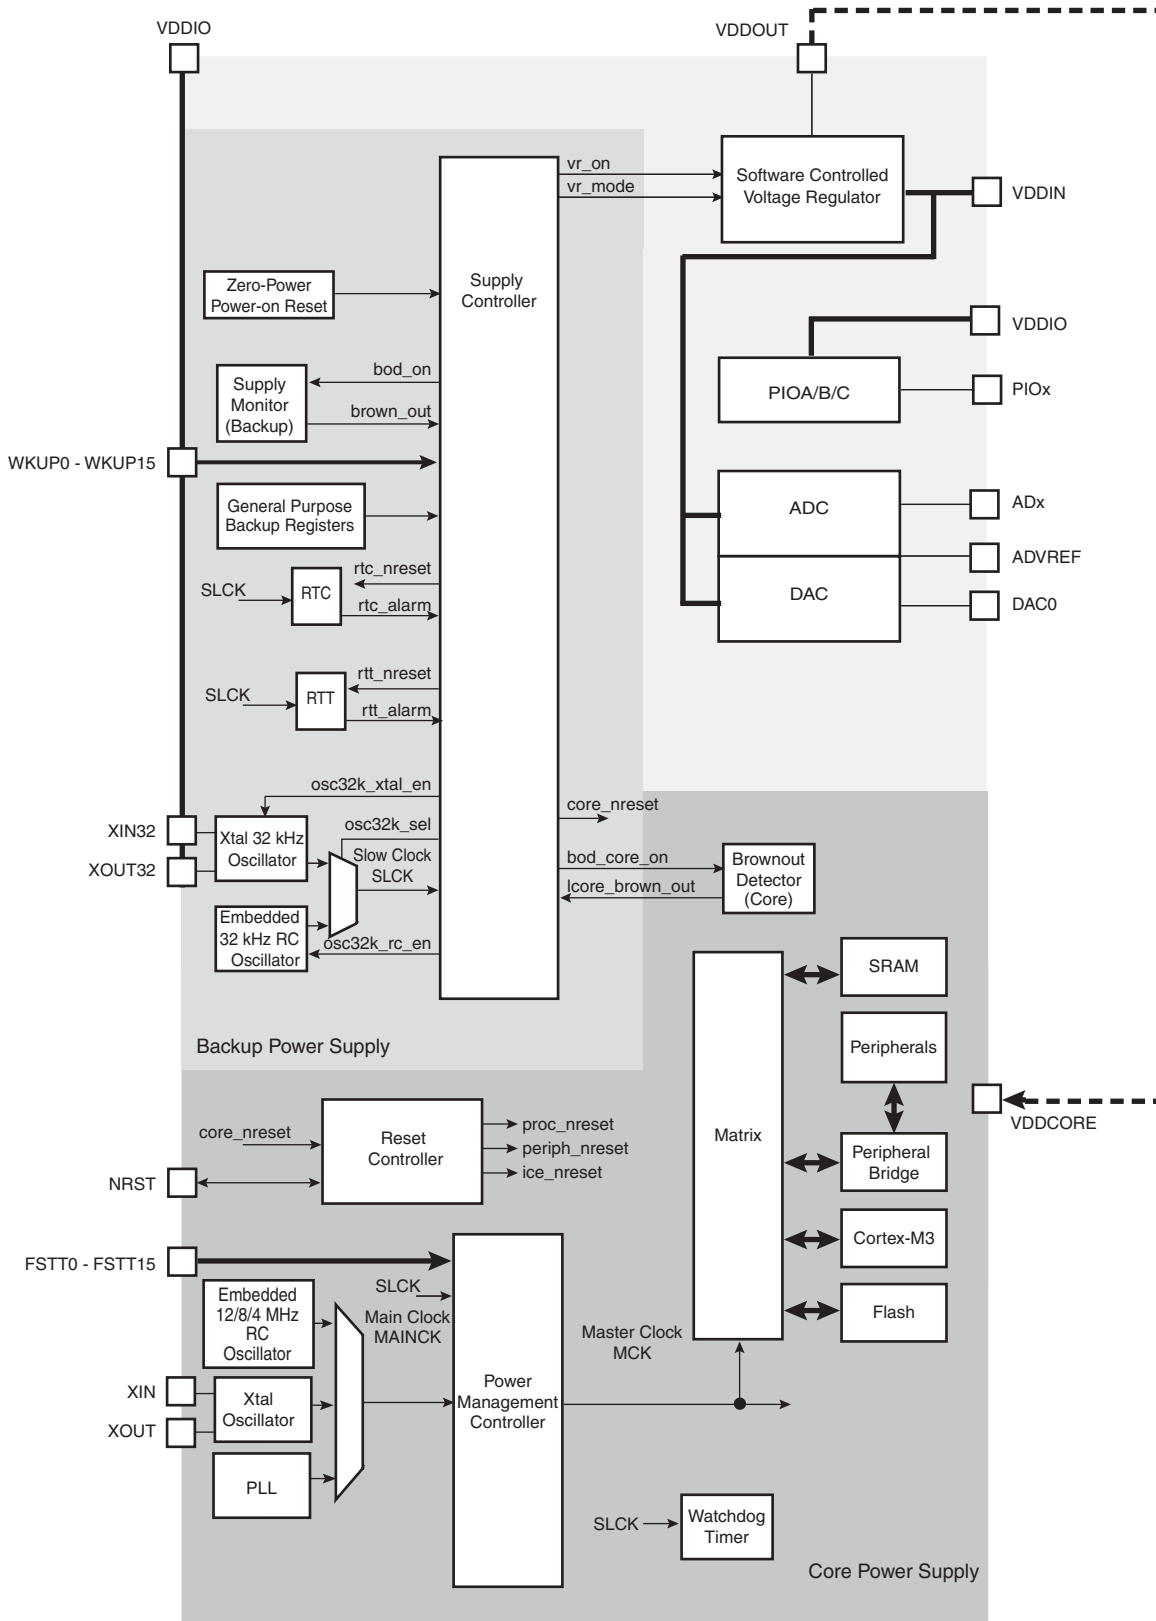 VDDIO
VDDOUT
vr_on
vr_mode
Software Controlled
Voltage Regulator
VDDIN
Zero-Power
Power-on Reset
Supply
Controller
VDDIO
bod_on
Supply
Monitor
(Backup)
brown_out
PIOA/B/C
PIOx
WKUP0 - WKUP15
General Purpose
Backup Registers
ADC
ADx
ADVREF
rtc_nreset
SLCK
RTC
rtc_alarm
DAC
DAC0
rtt_nreset
SLCK
RTT
rtt_alarm
osc32k_xtal_en
core_nreset
XIN32
Xtal 32 kHz
Oscillator
osc32k_sel
XOUT32
Slow Clock
SLCK
bod_core_on
lcore_brown_out
Brownout
Detector
(Core)
Embedded
32 kHz RC
Oscillator
osc32k_rc_en
SRAM
Backup Power Supply
Peripherals
VDDCORE
core_nreset
Reset
Controller
proc_nreset
periph_nreset
ice_nreset
Matrix
Peripheral
Bridge
NRST
Cortex-M3
FSTT0 - FSTT15
SLCK
Embedded
12/8/4 MHz
RC
Oscillator
Main Clock
MAINCK
Flash
Master Clock
MCK
XIN
Xtal
Oscillator
XOUT
Power
Management
Controller
PLL
SLCK
Watchdog
Timer
Core Power Supply